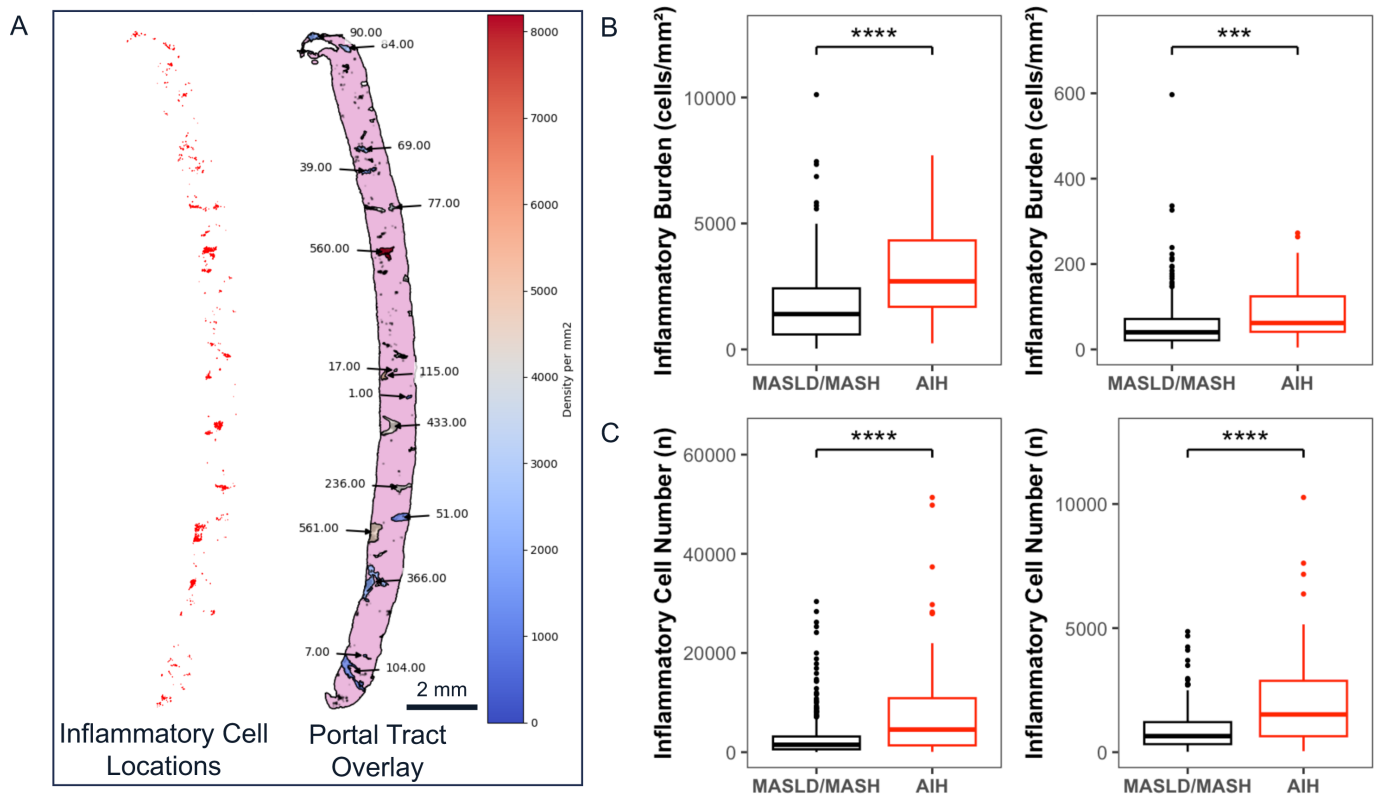 A
90.00
64.00
69.00
39.00
77.00
560.00
17.00
115.00
1.00
433.00
236.00
51.00
561.00
366.00
7.00
104.00
2 mm
Inflammatory Cell
Locations
Portal Tract
Overlay
8000
7000
6000
5000
4000
3000
2000
1000
0
Density per mm2
B
Inflammatory Burden (cells/mm²)
10000
5000
0
****
MASLD/MASH
AIH
Inflammatory Burden (cells/mm²)
600
400
200
0
***
MASLD/MASH
AIH
C
Inflammatory Cell Number (n)
60000
40000
20000
0
****
MASLD/MASH
AIH
Inflammatory Cell Number (n)
10000
5000
0
****
MASLD/MASH
AIH